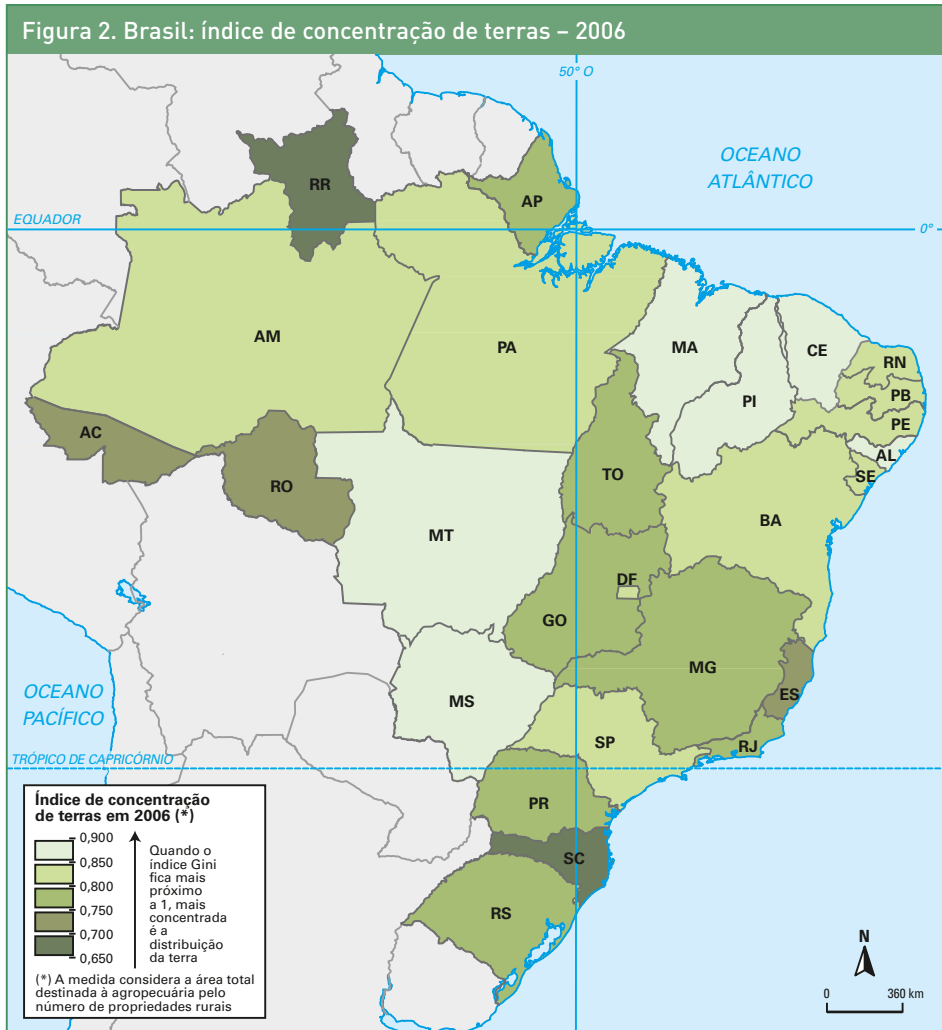 Figura 2. Brasil: índice de concentração de terras – 2006
50° O
OCEANO
ATLÂNTICO
RR
AP
EQUADOR
0°
AM
PA
MA
CE
RN
PI
PB
PE
AC
AL
TO
SE
RO
BA
MT
DF
GO
MG
OCEANO
PACÍFICO
MS
ES
SP
RJ
TRÓPICO DE CAPRICÓRNIO
PR
SC
RS
Índice de concentração
de terras em 2006 (*)
0,900
0,850
0,800
0,750
0,700
0,650
Quando o
índice Gini
fica mais
próximo
a 1, mais
concentrada
é a
distribuição
da terra
(*) A medida considera a área total
destinada à agropecuária pelo
número de propriedades rurais
N
0 360 km